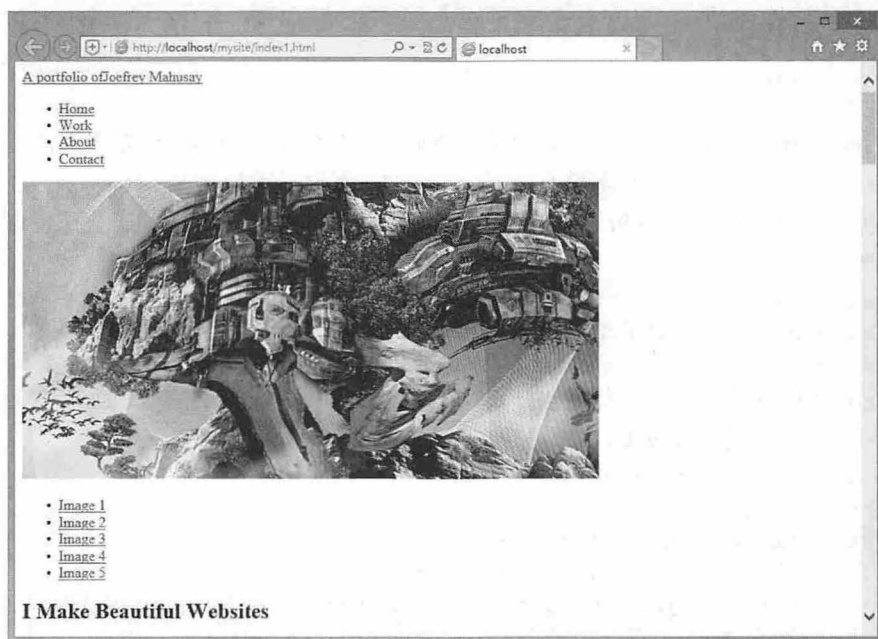 http://localhost/mysite/index1.html
localhost
A portfolio ofJoefrey Mahusay
• Home
• Work
• About
• Contact
• Image 1
• Image 2
• Image 3
• Image 4
• Image 5
I Make Beautiful Websites